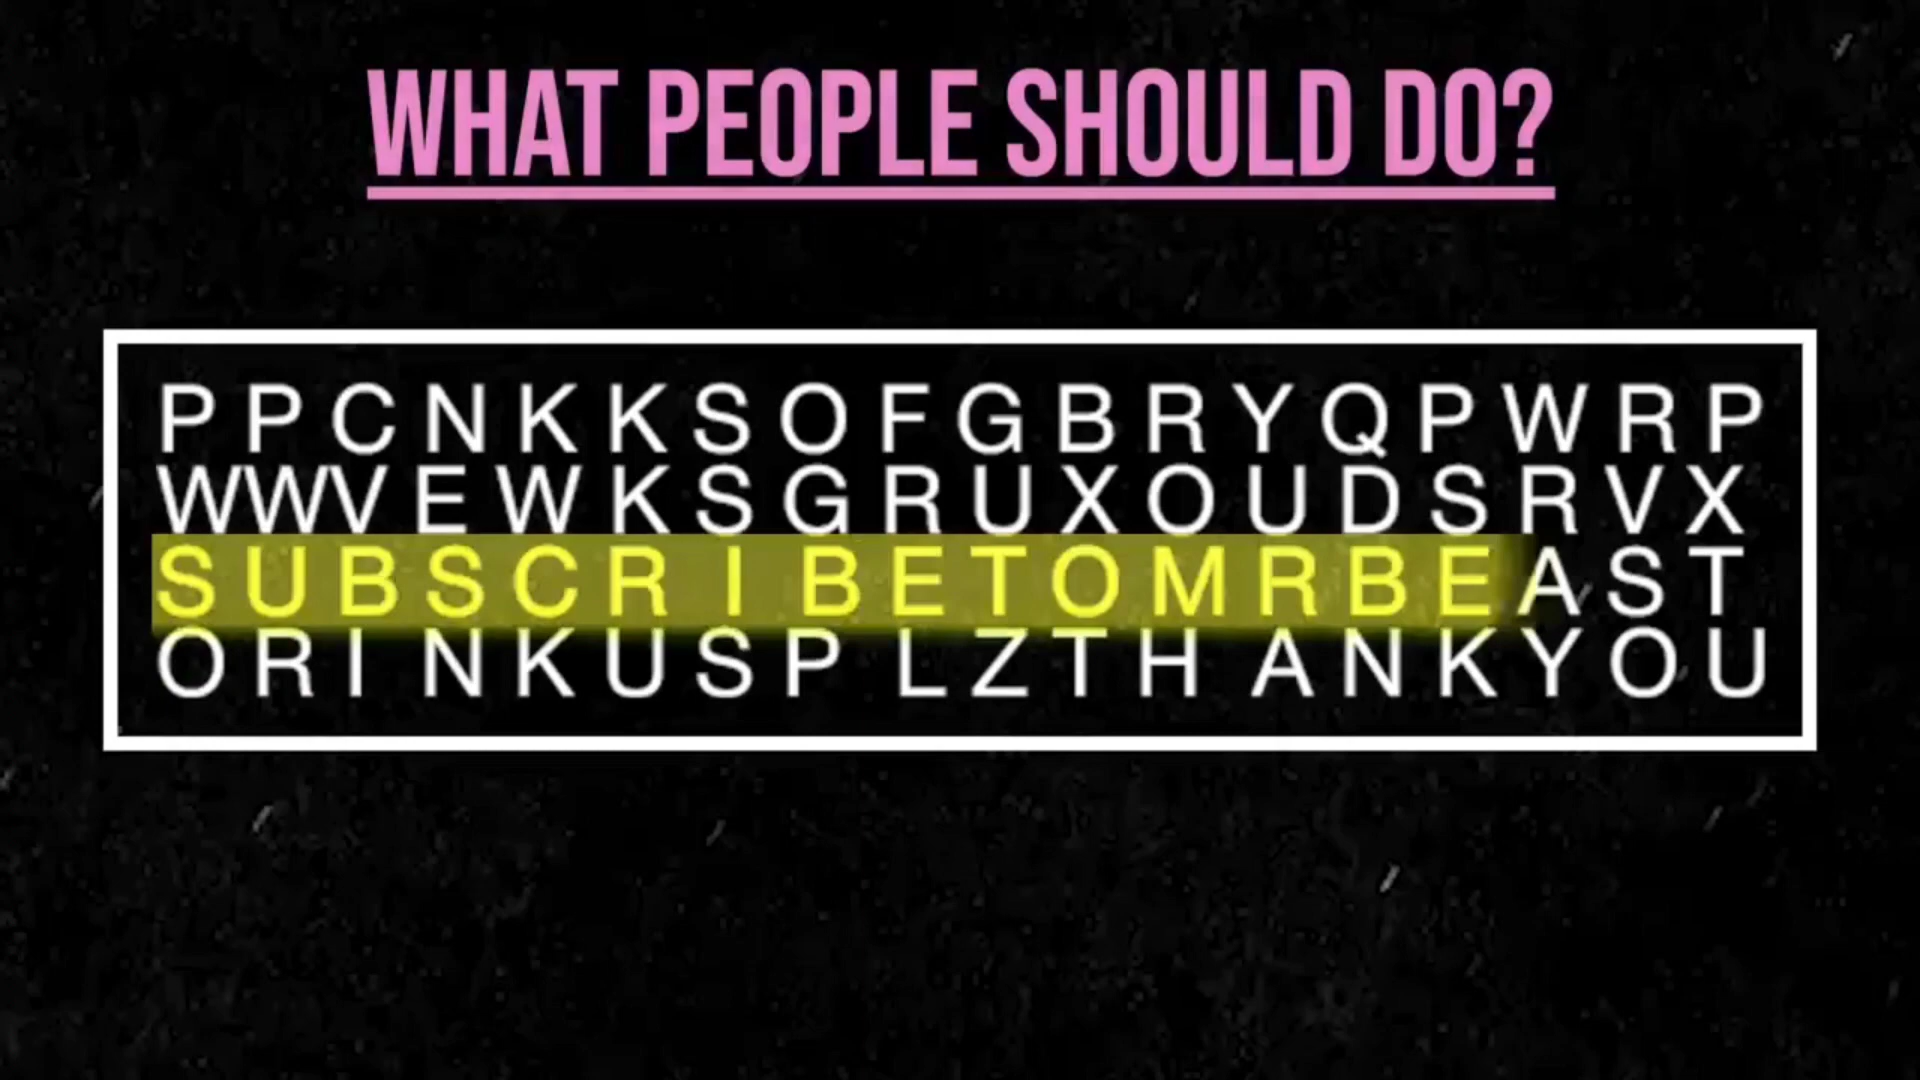 WHAT PEOPLE SHOULD DO?
P P C N K K S O F G B R Y Q P W R P
W W V E W K S G R U X O U D S R V X
S U B S C R I B E T O M R B E A S T
O R I N K U S P L Z T H A N K Y O U